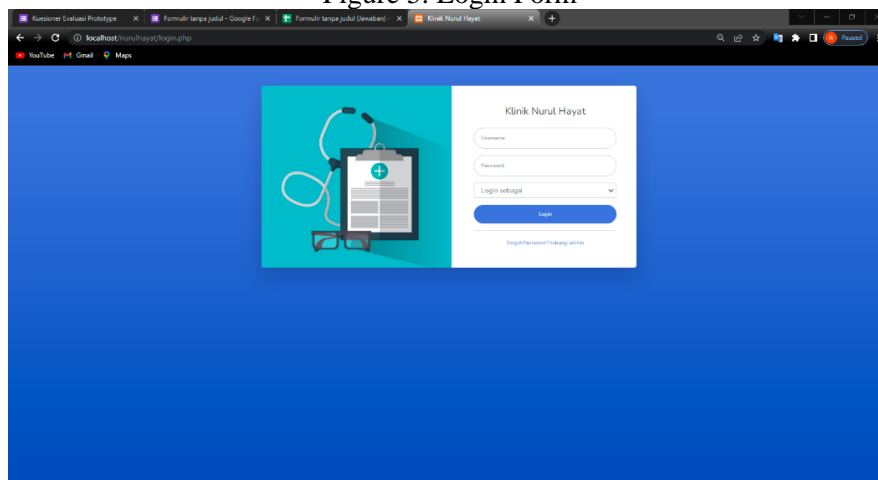 Figure 5. Login Form
Kuesioner Evaluasi Prototype
Formulir tanpa judul - Google Fo
Formulir tanpa judul (Jawaban) -
Klinik Nurul Hayat
localhost/nurulhayat/login.php
Paused
YouTube
Gmail
Maps
Klinik Nurul Hayat
Username
Password
Login sebagai
Login
Forgot Password? hubungi admin